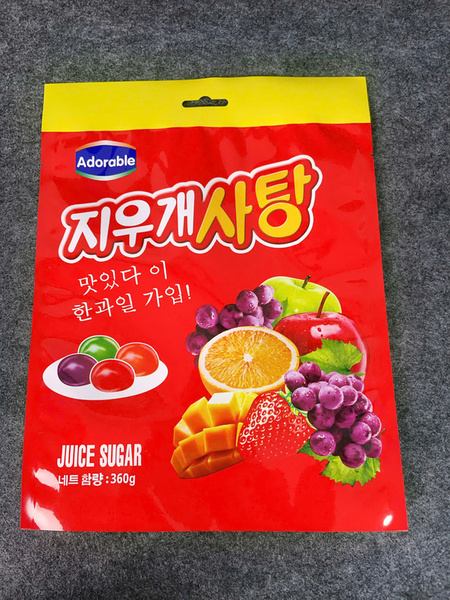 Adorable
지우개사탕
맛있다 이
한과일 가입!
JUICE SUGAR
네트 함량 : 360g